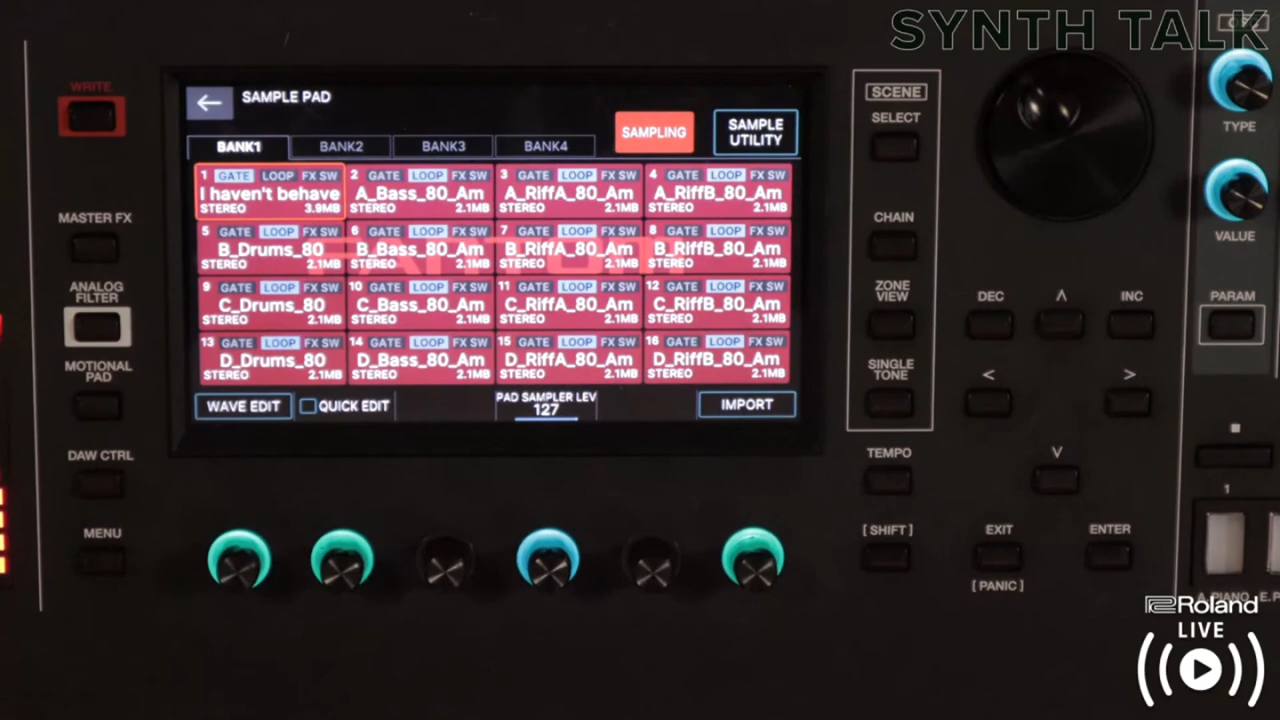 SYNTH TALK
OSC
WRITE
SAMPLE PAD
SAMPLING
SAMPLE
UTILITY
BANK1 BANK2 BANK3 BANK4
1 GATE LOOP FX SW
I haven't behave
STEREO 3.9MB
2 GATE LOOP FX SW
A_Bass_80_Am
STEREO 2.1MB
3 GATE LOOP FX SW
A_RiffA_80_Am
STEREO 2.1MB
4 GATE LOOP FX SW
A_RiffB_80_Am
STEREO 2.1MB
5 GATE LOOP FX SW
B_Drums_80
STEREO 2.1MB
6 GATE LOOP FX SW
B_Bass_80_Am
STEREO 2.1MB
7 GATE LOOP FX SW
B_RiffA_80_Am
STEREO 2.1MB
8 GATE LOOP FX SW
B_RiffB_80_Am
STEREO 2.1MB
9 GATE LOOP FX SW
C_Drums_80
STEREO 2.1MB
10 GATE LOOP FX SW
C_Bass_80_Am
STEREO 2.1MB
11 GATE LOOP FX SW
C_RiffA_80_Am
STEREO 2.1MB
12 GATE LOOP FX SW
C_RiffB_80_Am
STEREO 2.1MB
13 GATE LOOP FX SW
D_Drums_80
STEREO 2.1MB
14 GATE LOOP FX SW
D_Bass_80_Am
STEREO 2.1MB
15 GATE LOOP FX SW
D_RiffA_80_Am
STEREO 2.1MB
16 GATE LOOP FX SW
D_RiffB_80_Am
STEREO 2.1MB
WAVE EDIT
QUICK EDIT
PAD SAMPLER LEV
127
IMPORT
MASTER FX
ANALOG
FILTER
MOTIONAL
PAD
DAW CTRL
MENU
SCENE
SELECT
CHAIN
ZONE
VIEW
SINGLE
TONE
TEMPO
[SHIFT]
DEC
INC
EXIT
[PANIC]
ENTER
TYPE
VALUE
PARAM
1
A.PIANO E.P
Roland
LIVE